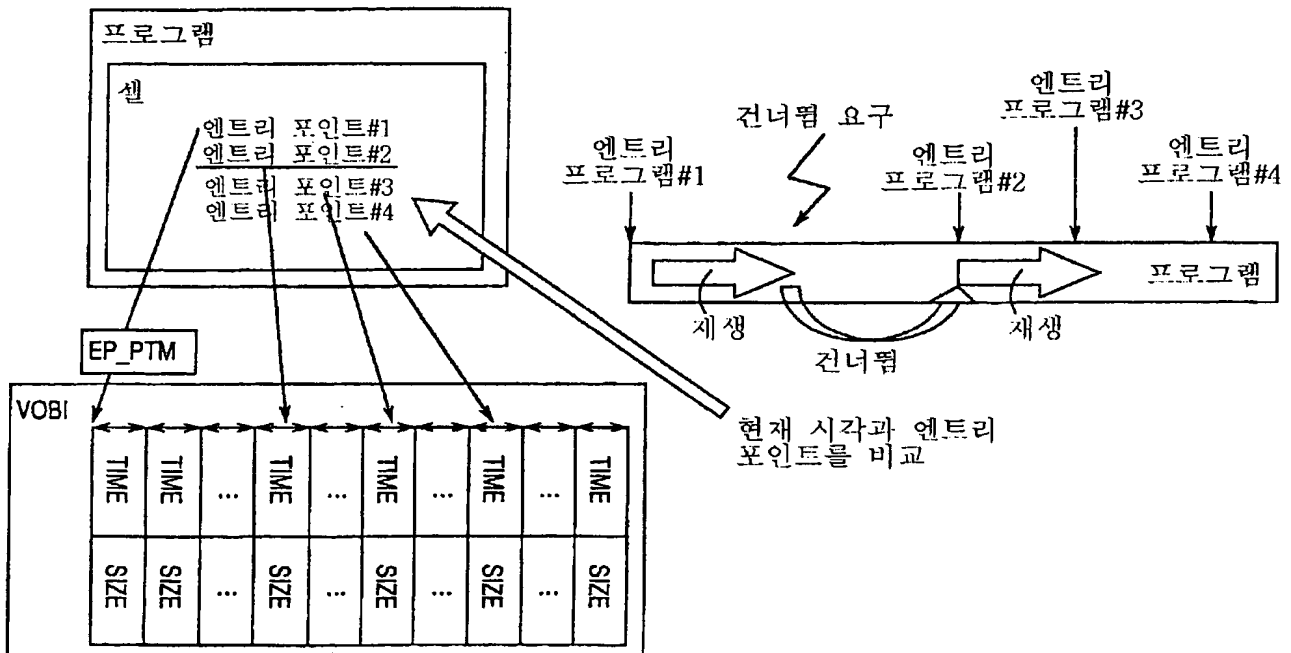 프로그램
셀
엔트리 포인트#1
엔트리 포인트#2
엔트리 포인트#3
엔트리 포인트#4
EP_PTM
VOBI
TIME TIME ... TIME ... TIME ... TIME ... TIME
SIZE SIZE ... SIZE ... SIZE ... SIZE ... SIZE
건너뜀 요구
엔트리
프로그램#1
엔트리
프로그램#2
엔트리
프로그램#3
엔트리
프로그램#4
프로그램
재생
재생
건너뜀
현재 시각과 엔트리
포인트를 비교